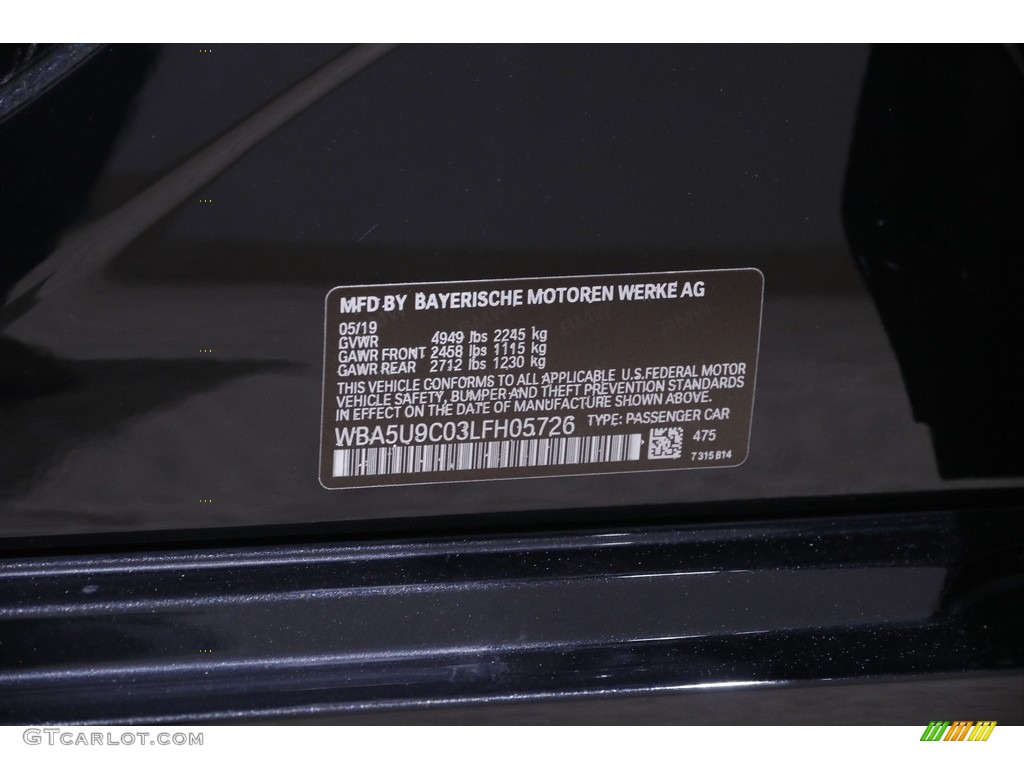 MFD BY BAYERISCHE MOTOREN WERKE AG
05/19
GVWR 4949 lbs 2245 kg
GAWR FRONT 2458 lbs 1115 kg
GAWR REAR 2712 lbs 1230 kg
THIS VEHICLE CONFORMS TO ALL APPLICABLE U.S.FEDERAL MOTOR
VEHICLE SAFETY, BUMPER AND THEFT PREVENTION STANDARDS
IN EFFECT ON THE DATE OF MANUFACTURE SHOWN ABOVE.
WBA5U9C03LFH05726 TYPE: PASSENGER CAR
475
7 315 B14
GTCarlot.com